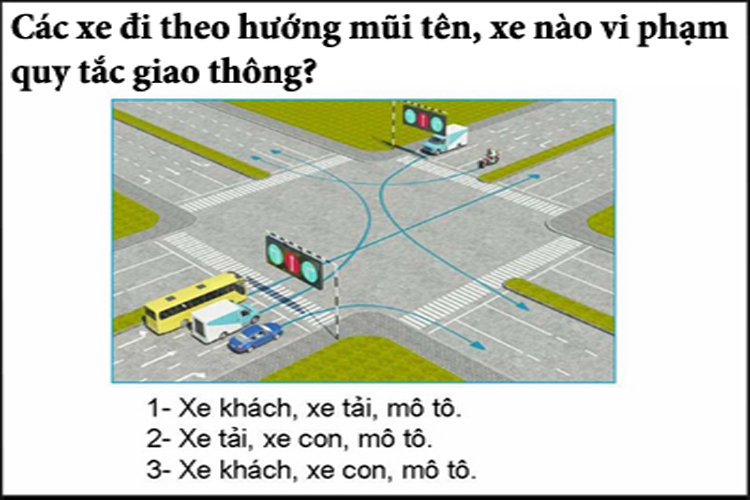 Các xe đi theo hướng mũi tên, xe nào vi phạm
quy tắc giao thông?
1- Xe khách, xe tải, mô tô.
2- Xe tải, xe con, mô tô.
3- Xe khách, xe con, mô tô.